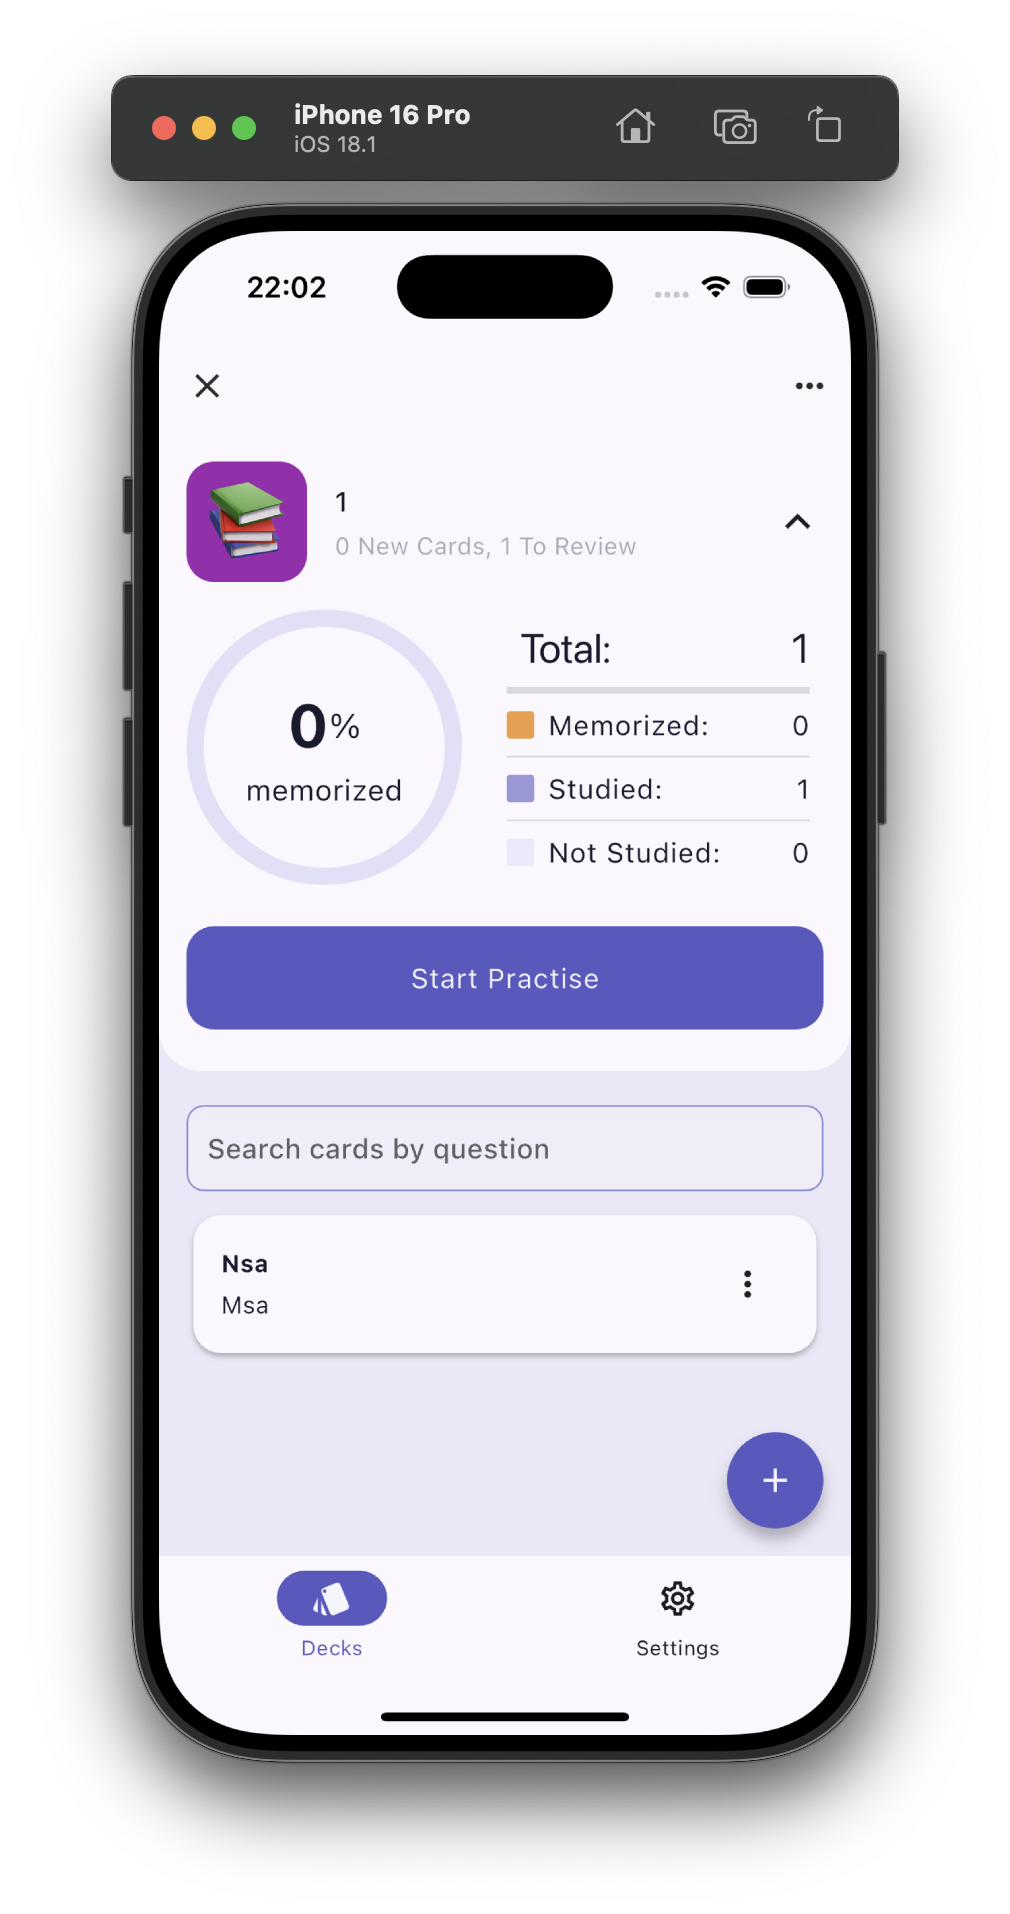 iPhone 16 Pro
iOS 18.1
22:02
1
0 New Cards, 1 To Review
0%
memorized
Total: 1
Memorized: 0
Studied: 1
Not Studied: 0
Start Practise
Search cards by question
Nsa
Msa
Decks
Settings